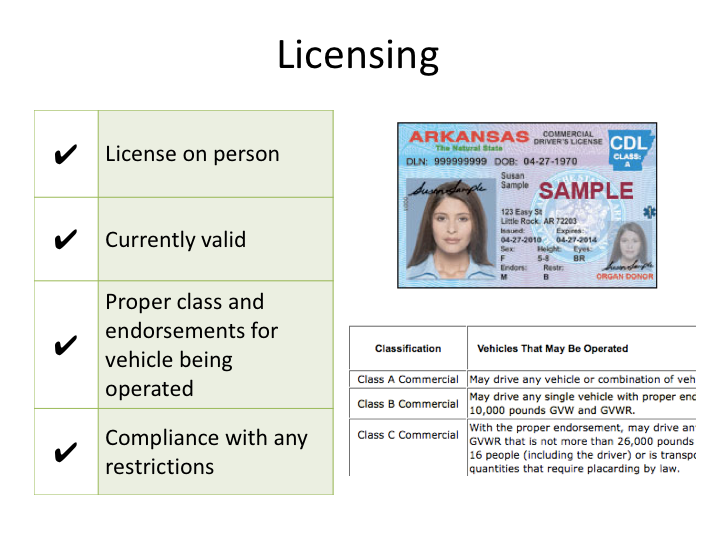 Licensing
✔ License on person
✔ Currently valid
✔ Proper class and
endorsements for
vehicle being
operated
✔ Compliance with any
restrictions
ARKANSAS COMMERCIAL
The Natural State DRIVER'S LICENSE
CDL
CLASS:
A
DLN: 999999999 DOB: 04-27-1970
Susan
Sample
SAMPLE
Susan Sample
123 Easy St
Little Rock, AR 72203
Issued: Expires:
04-27-2010 04-27-2014
Sex: Height: Eyes:
F 5-8 BR
Endors: Restr:
M B
Susan Sample
ORGAN DONOR
Classification Vehicles That May Be Operated
Class A Commercial May drive any vehicle or combination of veh
Class B Commercial May drive any single vehicle with proper end
10,000 pounds GVW and GVWR.
Class C Commercial With the proper endorsement, may drive an
GVWR that is not more than 26,000 pounds
16 people (including the driver) or is transpo
quantities that require placarding by law.